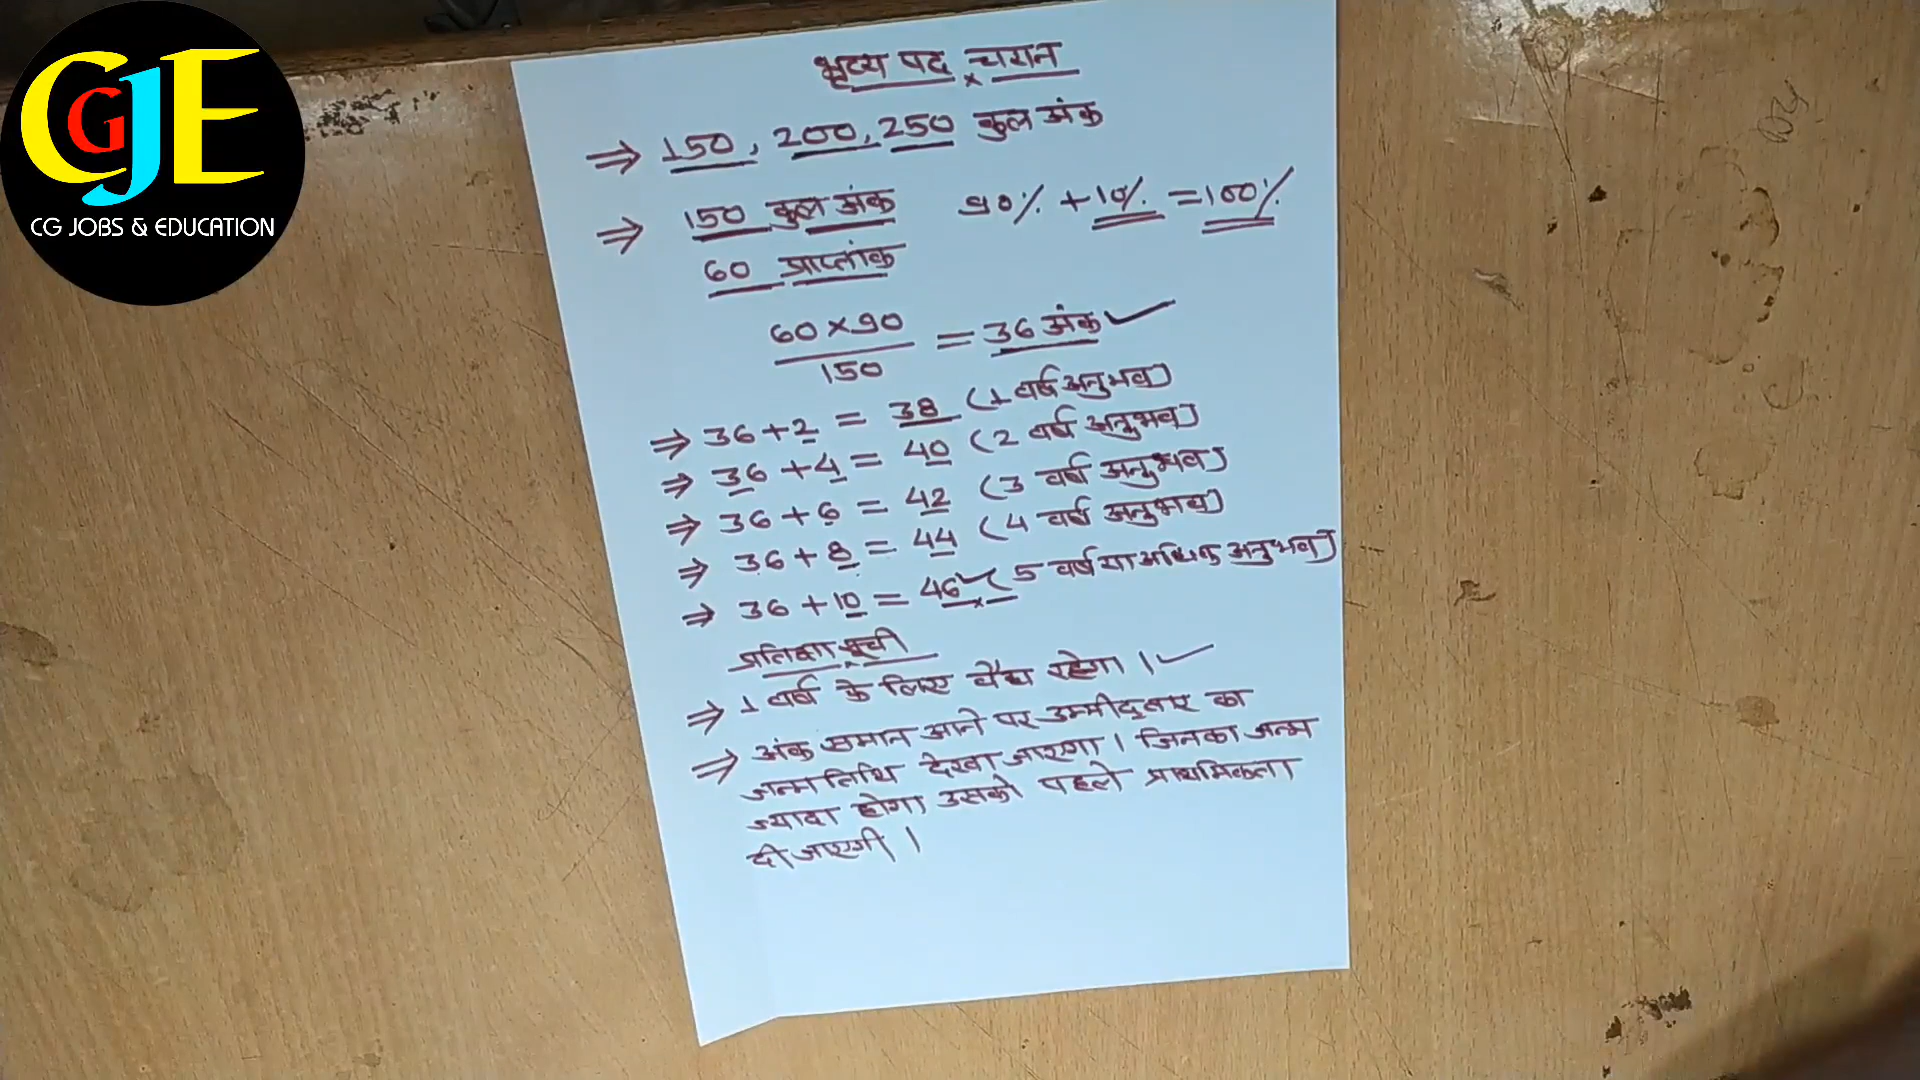 CGJE
CG JOBS & EDUCATION
भृत्य पद चयन
⇒ 150, 200, 250 कुल अंक
⇒ 150 कुल अंक 90% + 10% = 100%
60 प्राप्तांक
60 × 90
150
= 36 अंक ✓
⇒ 36 + 2 = 38 (1 वर्ष अनुभव)
⇒ 36 + 4 = 40 (2 वर्ष अनुभव)
⇒ 36 + 6 = 42 (3 वर्ष अनुभव)
⇒ 36 + 8 = 44 (4 वर्ष अनुभव)
⇒ 36 + 10 = 46 (5 वर्ष या अधिक अनुभव)
प्रतिक्षा सूची
⇒ 1 वर्ष के लिए वैध रहेगा । ✓
⇒ अंक समान आने पर उम्मीदवार का
जन्मतिथि देखा जाएगा । जिनका जन्म
ज्यादा होगा उसको पहले प्राथमिकता
दी जाएगी ।